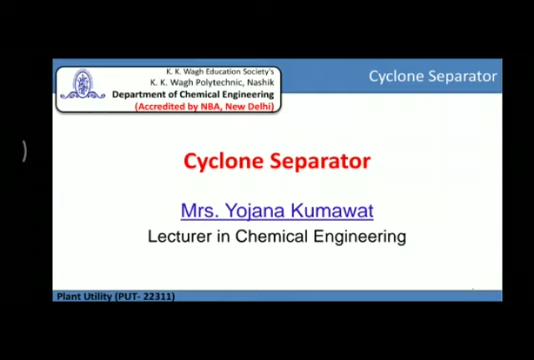 K. K. Wagh Education Society's
K. K. Wagh Polytechnic, Nashik
Department of Chemical Engineering
(Accredited by NBA, New Delhi)
Cyclone Separator
Cyclone Separator
Mrs. Yojana Kumawat
Lecturer in Chemical Engineering
Plant Utility (PUT- 22311)